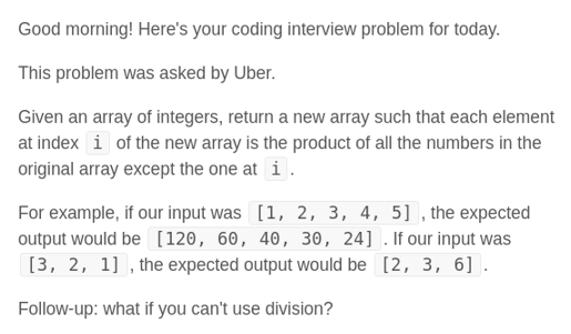 Good morning! Here's your coding interview problem for today.
This problem was asked by Uber.
Given an array of integers, return a new array such that each element
at index i of the new array is the product of all the numbers in the
original array except the one at i.
For example, if our input was [1, 2, 3, 4, 5], the expected
output would be [120, 60, 40, 30, 24]. If our input was
[3, 2, 1], the expected output would be [2, 3, 6].
Follow-up: what if you can't use division?